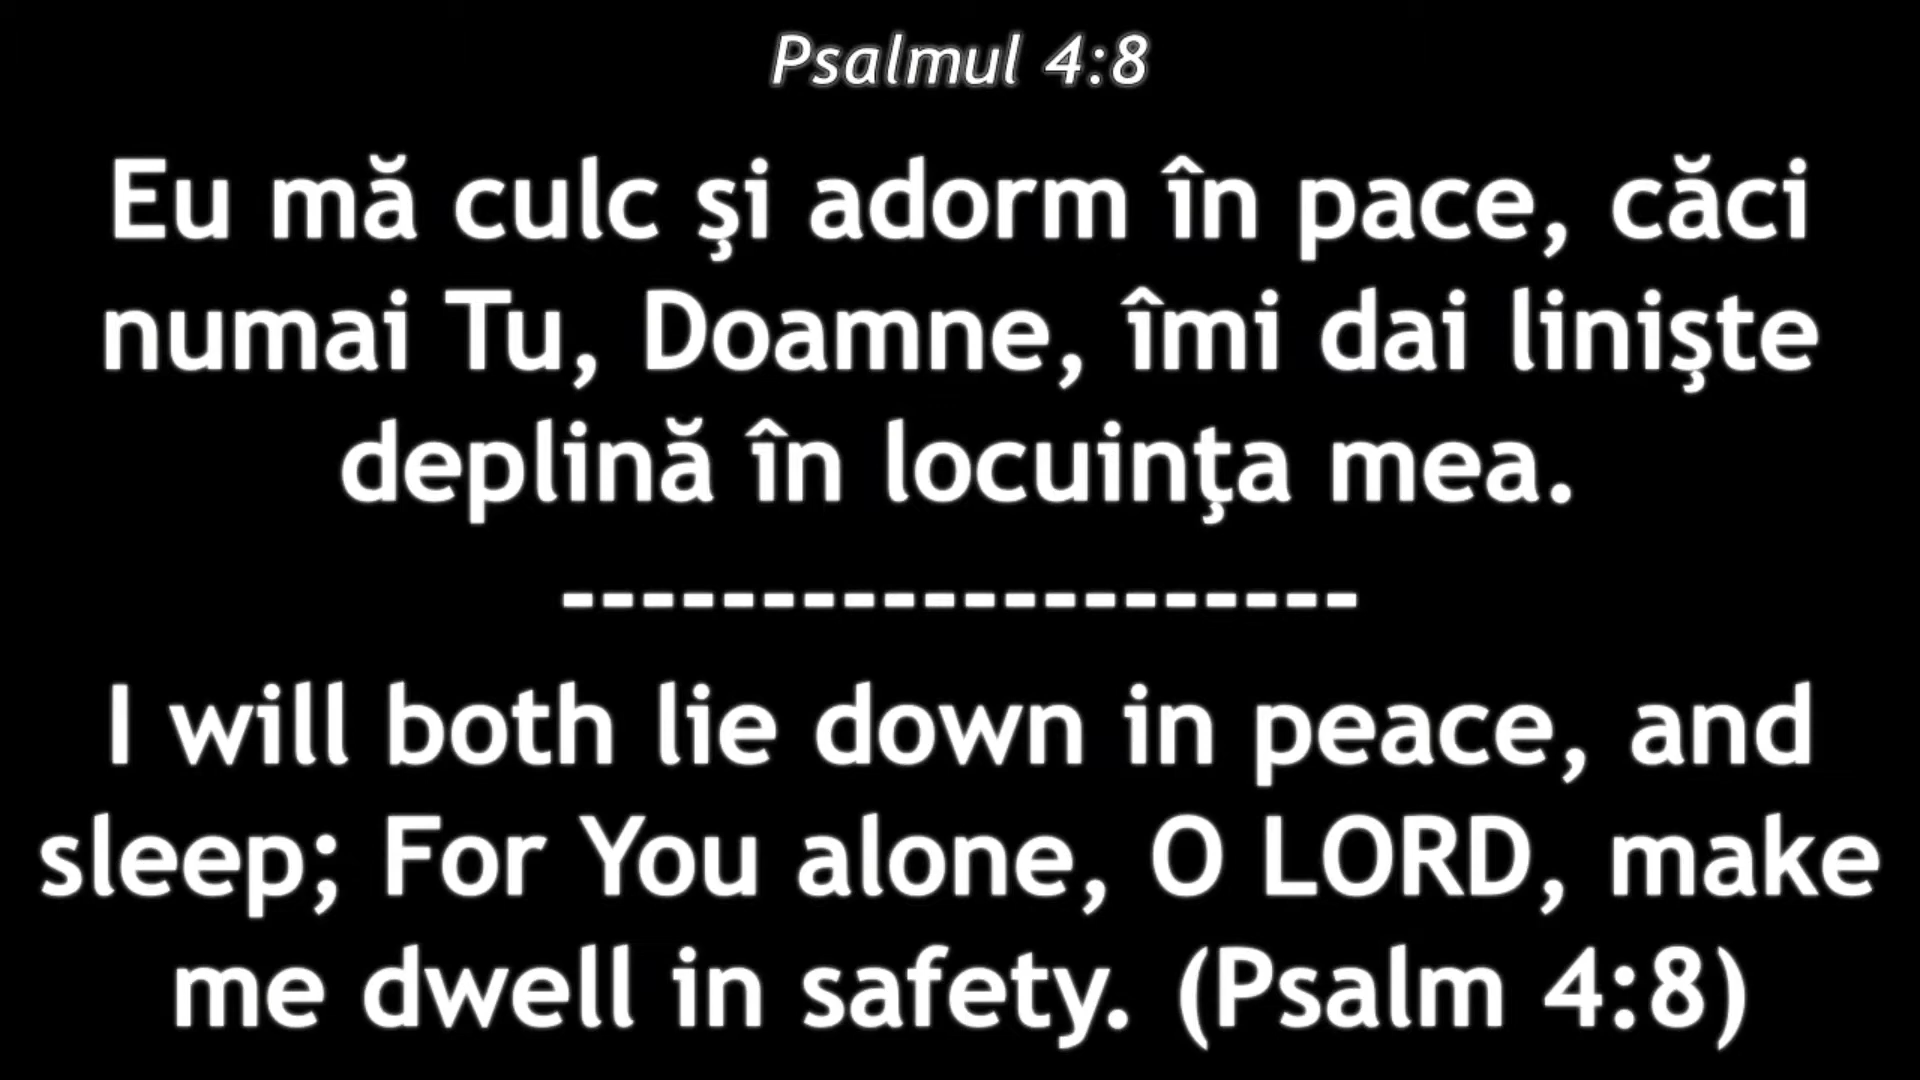 Psalmul 4:8
Eu mă culc şi adorm în pace, căci
numai Tu, Doamne, îmi dai linişte
deplină în locuinţa mea.
--------------------
I will both lie down in peace, and
sleep; For You alone, O LORD, make
me dwell in safety. (Psalm 4:8)